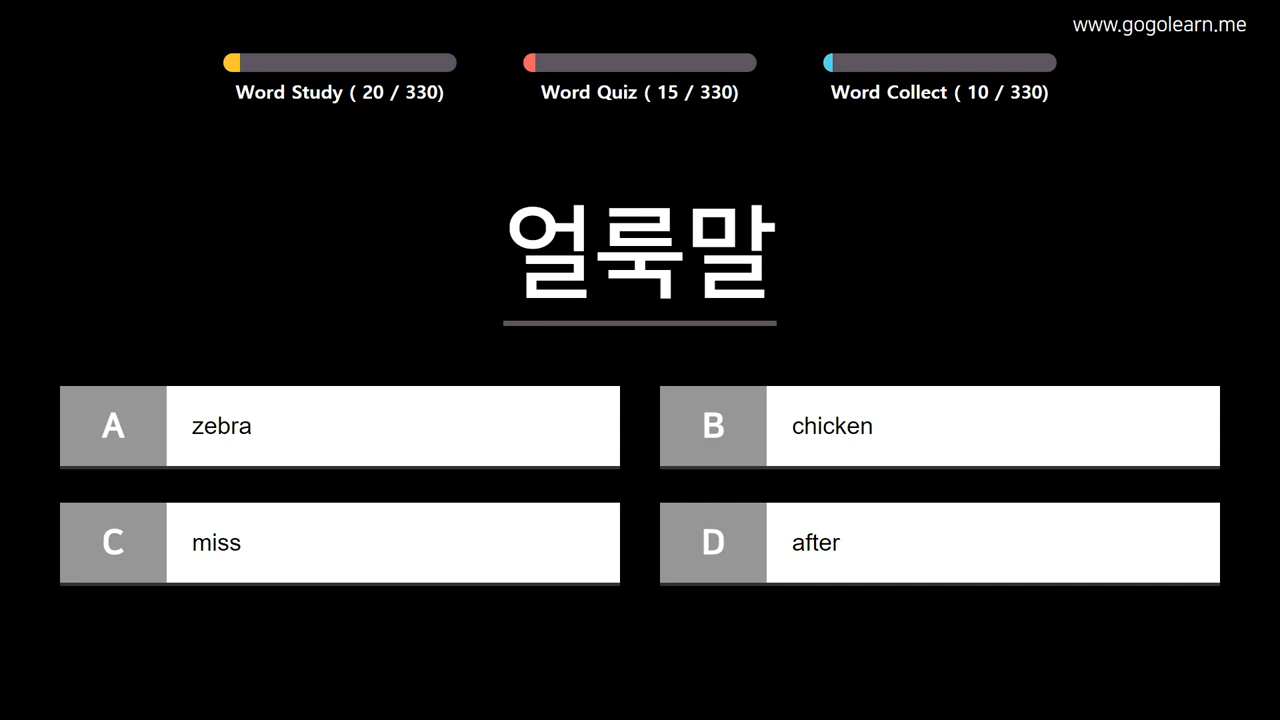 www.gogolearn.me
Word Study ( 20 / 330)
Word Quiz ( 15 / 330)
Word Collect ( 10 / 330)
얼룩말
A zebra
B chicken
C miss
D after